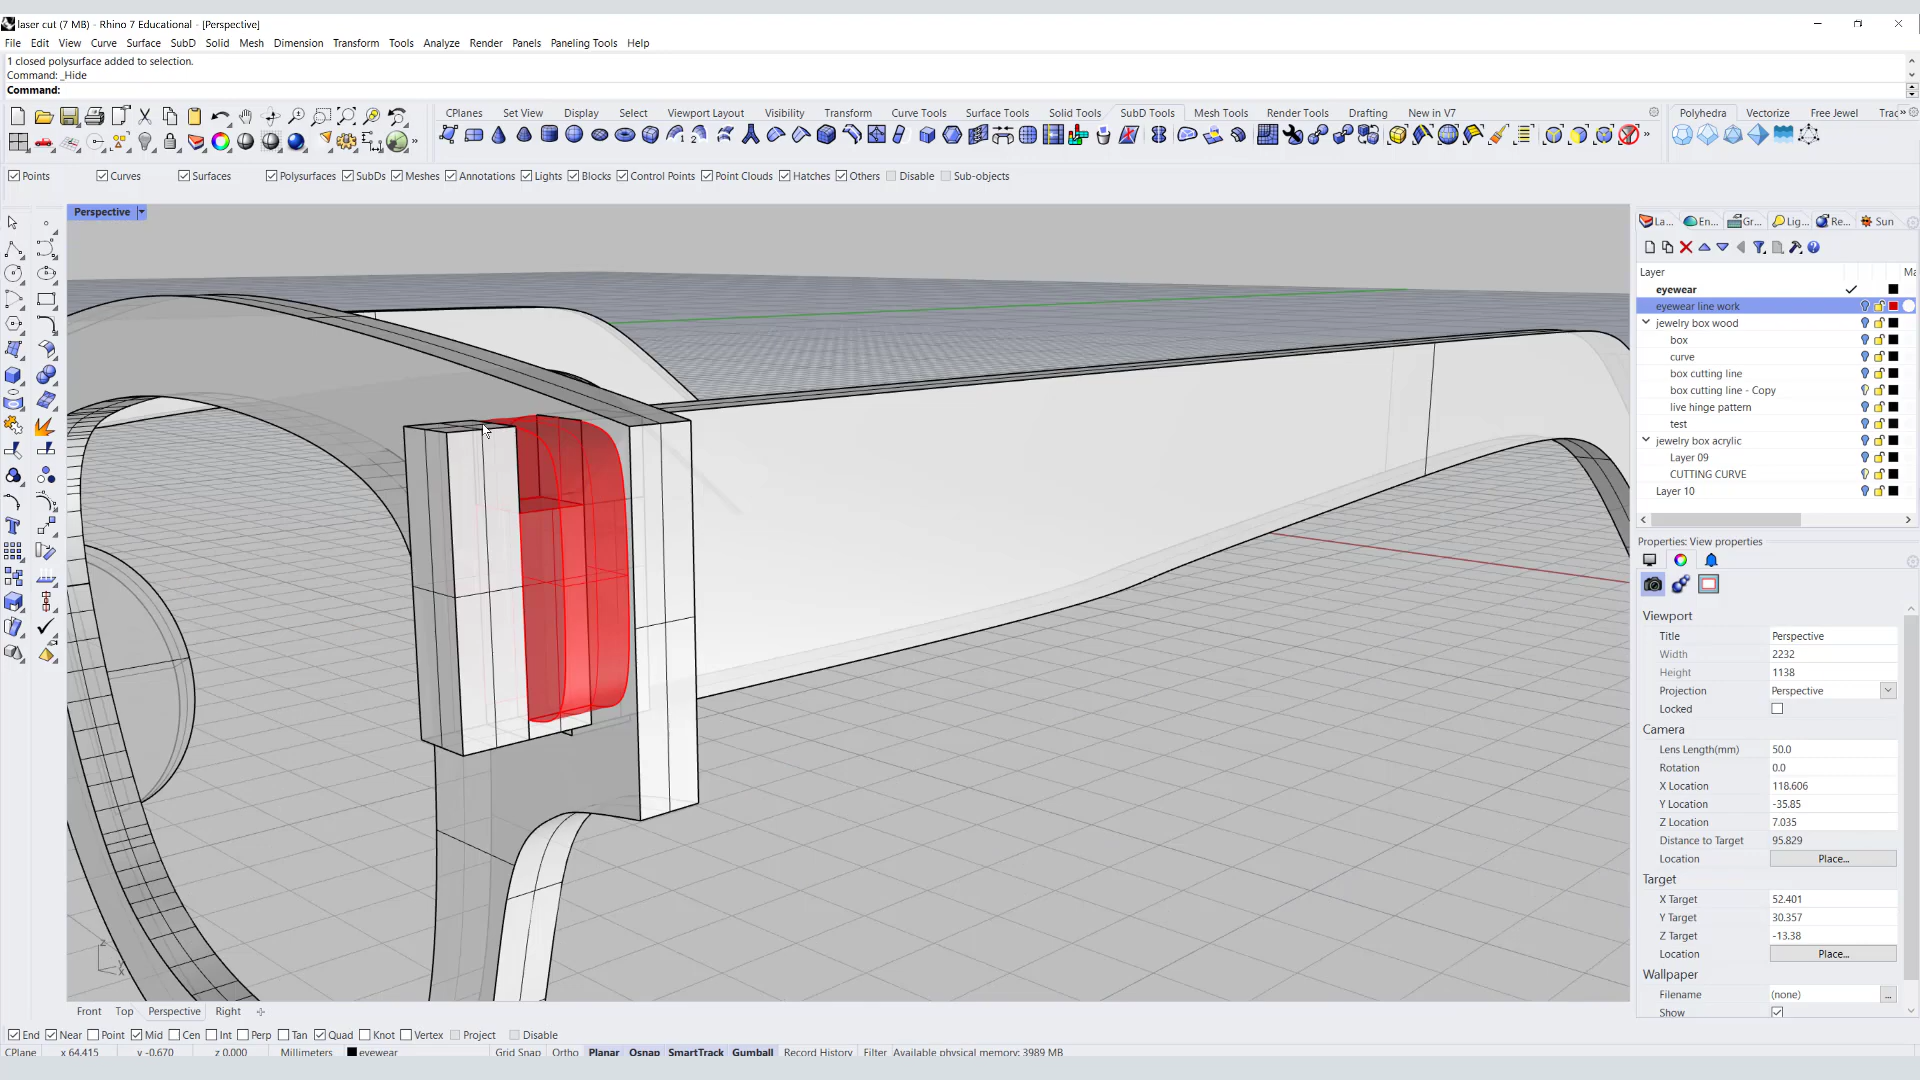 laser cut (7 MB) - Rhino 7 Educational - [Perspective]
File Edit View Curve Surface SubD Solid Mesh Dimension Transform Tools Analyze Render Panels Paneling Tools Help
1 closed polysurface added to selection.
Command: _Hide
Command:
CPlanes Set View Display Select Viewport Layout Visibility Transform Curve Tools Surface Tools Solid Tools SubD Tools Mesh Tools Render Tools Drafting New in V7
Polyhedra Vectorize Free Jewel Trac
Points Curves Surfaces Polysurfaces SubDs Meshes Annotations Lights Blocks Control Points Point Clouds Hatches Others Disable Sub-objects
Perspective
La... En... Gr... Lig... Re... Sun
Layer Ma
eyewear
eyewear line work
jewelry box wood
box
curve
box cutting line
box cutting line - Copy
live hinge pattern
test
jewelry box acrylic
Layer 09
CUTTING CURVE
Layer 10
Properties: View properties
Viewport
Title Perspective
Width 2232
Height 1138
Projection Perspective
Locked
Camera
Lens Length(mm) 50.0
Rotation 0.0
X Location 118.606
Y Location -35.85
Z Location 7.035
Distance to Target 95.829
Location Place...
Target
X Target 52.401
Y Target 30.357
Z Target -13.38
Location Place...
Wallpaper
Filename (none) ...
Show
z
y
x
Front Top Perspective Right
End Near Point Mid Cen Int Perp Tan Quad Knot Vertex Project Disable
CPlane x 64.415 y -0.670 z 0.000 Millimeters eyewear Grid Snap Ortho Planar Osnap SmartTrack Gumball Record History Filter Available physical memory: 3989 MB